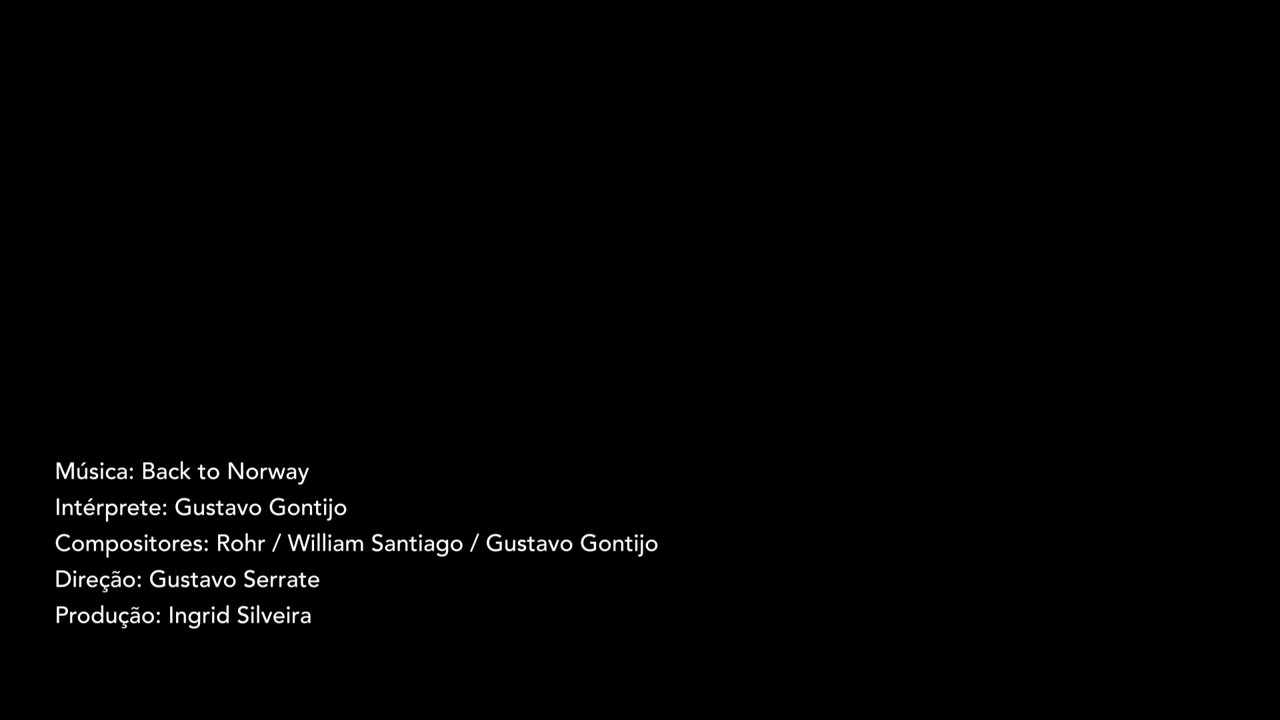 Música: Back to Norway
Intérprete: Gustavo Gontijo
Compositores: Rohr / William Santiago / Gustavo Gontijo
Direção: Gustavo Serrate
Produção: Ingrid Silveira